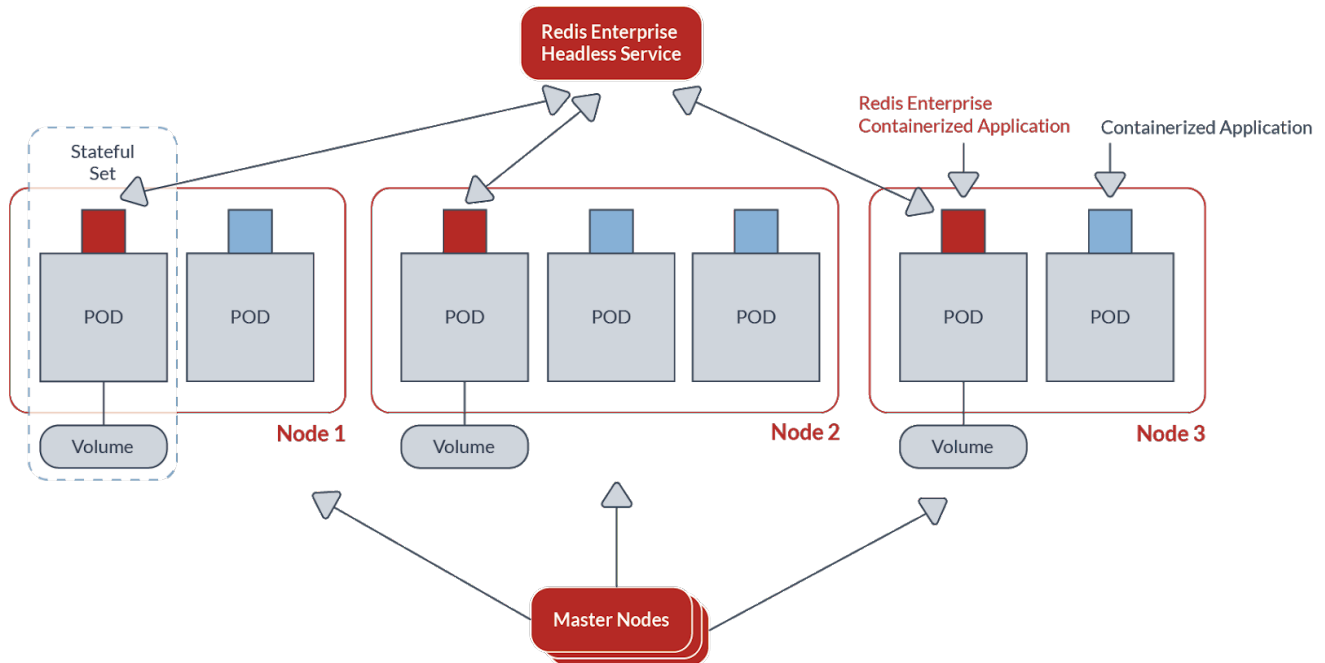 Redis Enterprise
Headless Service
Redis Enterprise
Containerized Application
Containerized Application
Stateful
Set
POD
POD
POD
POD
POD
POD
POD
Node 1
Node 2
Node 3
Volume
Volume
Volume
Master Nodes